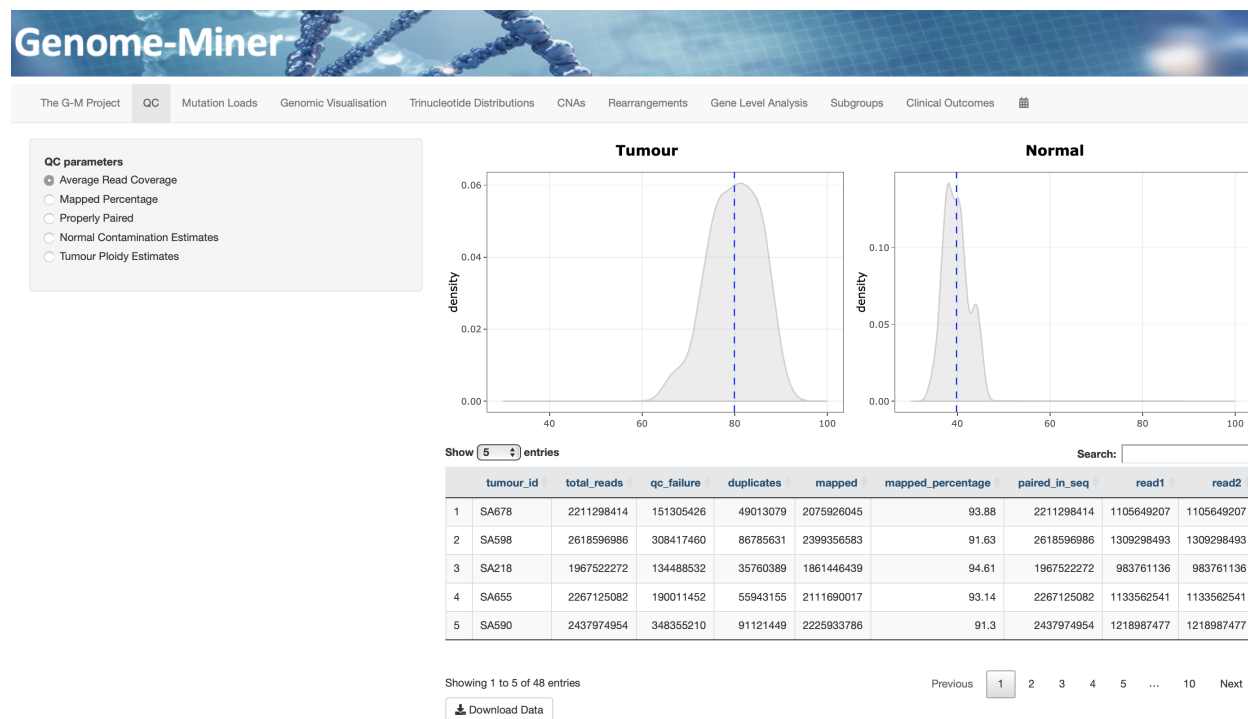 Genome-Miner
The G-M Project QC Mutation Loads Genomic Visualisation Trinucleotide Distributions CNAs Rearrangements Gene Level Analysis Subgroups Clinical Outcomes
QC parameters
Average Read Coverage
Mapped Percentage
Properly Paired
Normal Contamination Estimates
Tumour Ploidy Estimates
Tumour
density
0.06
0.04
0.02
0.00
40 60 80 100
Normal
density
0.10
0.05
0.00
40 60 80 100
Show 5 entries
Search:
tumour_id total_reads qc_failure duplicates mapped mapped_percentage paired_in_seq read1 read2
1 SA678 2211298414 151305426 49013079 2075926045 93.88 2211298414 1105649207 1105649207
2 SA598 2618596986 308417460 86785631 2399356583 91.63 2618596986 1309298493 1309298493
3 SA218 1967522272 134488532 35760389 1861446439 94.61 1967522272 983761136 983761136
4 SA655 2267125082 190011452 55943155 2111690017 93.14 2267125082 1133562541 1133562541
5 SA590 2437974954 348355210 91121449 2225933786 91.3 2437974954 1218987477 1218987477
Showing 1 to 5 of 48 entries
Previous 1 2 3 4 5 … 10 Next
Download Data